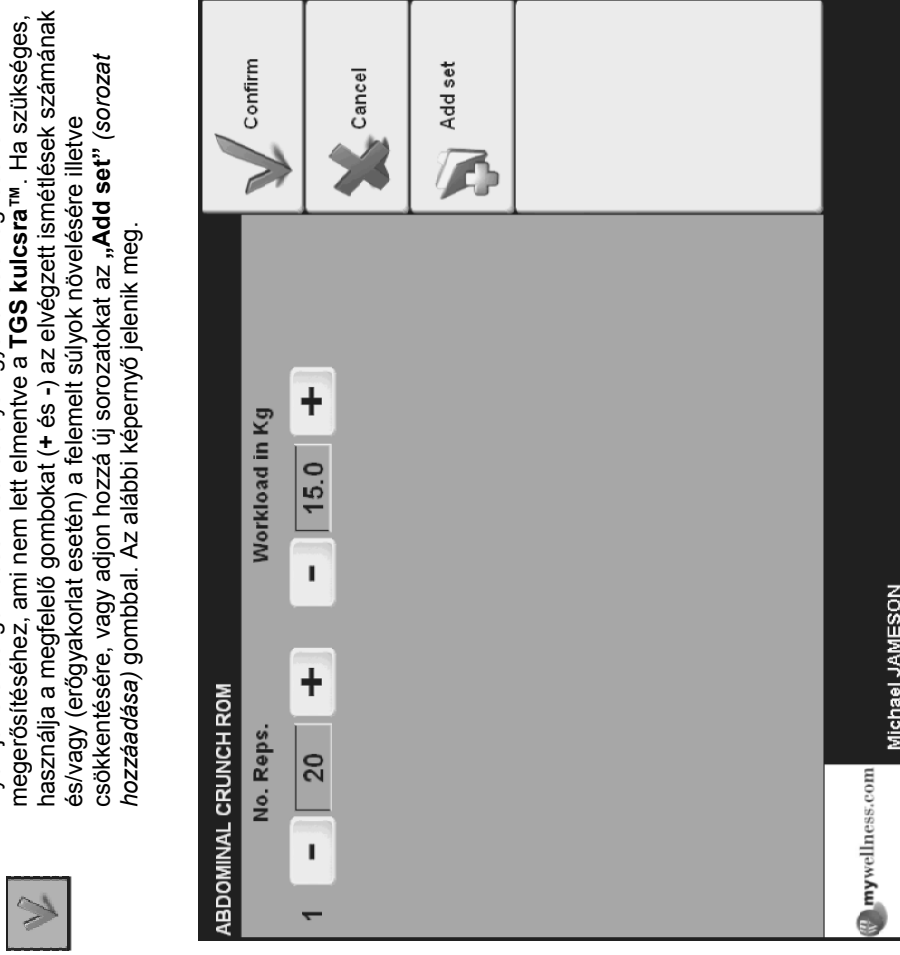 megerősítéséhez, ami nem lett elmentve a TGS kulcsra™. Ha szükséges,
használja a megfelelő gombokat (+ és -) az elvégzett ismétlések számának
és/vagy (erőgyakorlat esetén) a felemelt súlyok növelésére illetve
csökkentésére, vagy adjon hozzá új sorozatokat az „Add set” (sorozat
hozzáadása) gombbal. Az alábbi képernyő jelenik meg.
ABDOMINAL CRUNCH ROM
No. Reps. Workload in Kg
1 - 20 + - 15.0 +
Confirm
Cancel
Add set
mywellness.com
Michael JAMESON